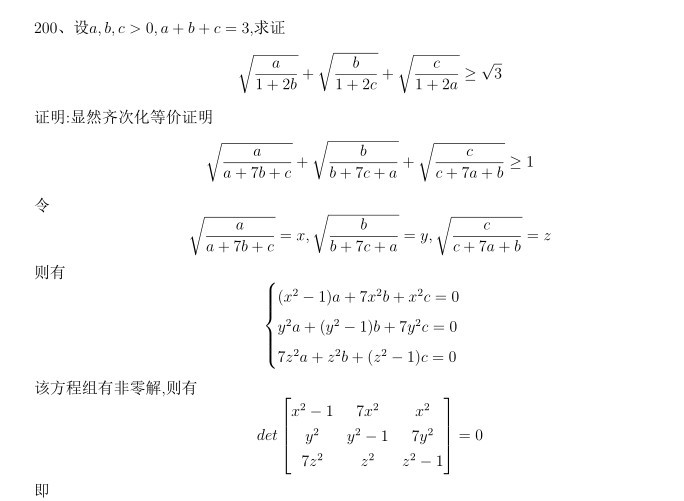 200、设$a, b, c > 0, a + b + c = 3$,求证
$$\sqrt{\frac{a}{1+2b}} + \sqrt{\frac{b}{1+2c}} + \sqrt{\frac{c}{1+2a}} \geq \sqrt{3}$$
证明:显然齐次化等价证明
$$\sqrt{\frac{a}{a+7b+c}} + \sqrt{\frac{b}{b+7c+a}} + \sqrt{\frac{c}{c+7a+b}} \geq 1$$
令
$$\sqrt{\frac{a}{a+7b+c}} = x, \sqrt{\frac{b}{b+7c+a}} = y, \sqrt{\frac{c}{c+7a+b}} = z$$
则有
$$\begin{cases} (x^2-1)a + 7x^2b + x^2c = 0 \\ y^2a + (y^2-1)b + 7y^2c = 0 \\ 7z^2a + z^2b + (z^2-1)c = 0 \end{cases}$$
该方程组有非零解,则有
$$det \begin{bmatrix} x^2-1 & 7x^2 & x^2 \\ y^2 & y^2-1 & 7y^2 \\ 7z^2 & z^2 & z^2-1 \end{bmatrix} = 0$$
即